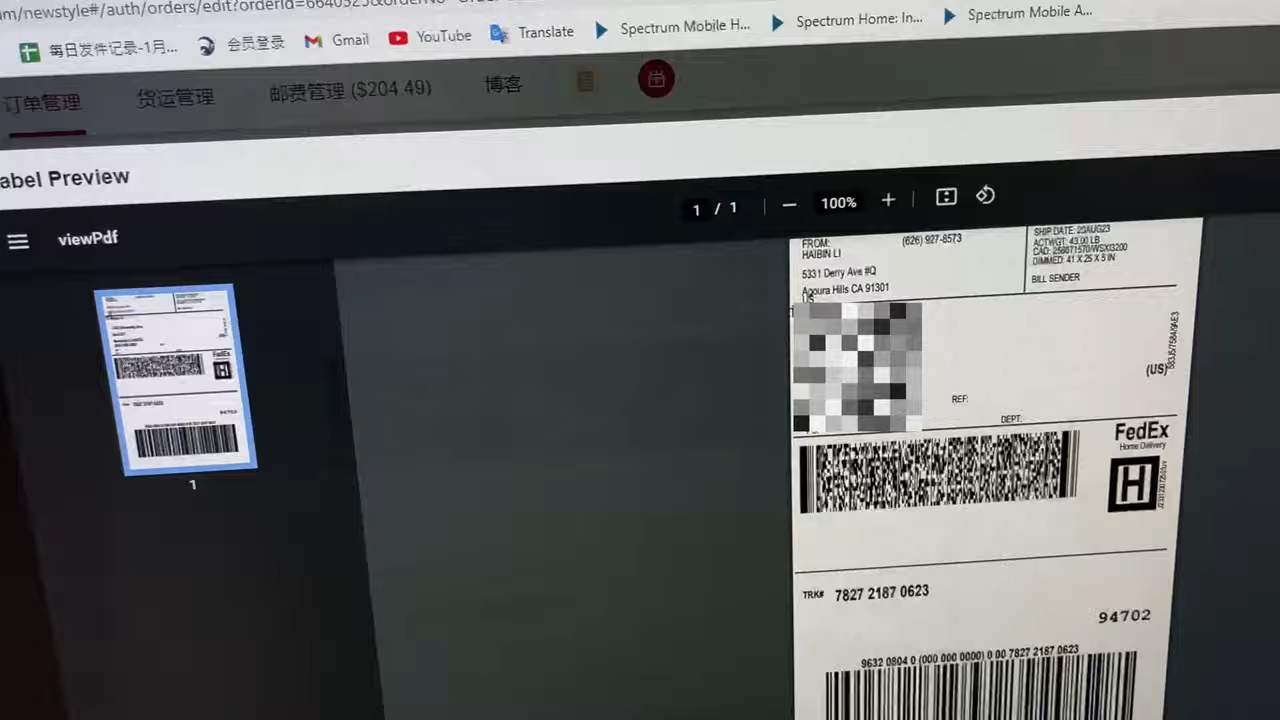 m/newstyle#/auth/orders/edit?orderId=
每日发件记录-1月...
会员登录
Gmail
YouTube
Translate
Spectrum Mobile H...
Spectrum Home: In...
Spectrum Mobile A...
订单管理
货运管理
邮费管理 ($204.49)
博客
abel Preview
1 / 1
100%
viewPdf
1
FROM:
(626) 927-8573
HAIBIN LI
5331 Derry Ave #Q
Agoura Hills CA 91301
US
SHIP DATE: 20AUG23
ACTWGT: 43.00 LB
CAD: 256071570/WSXI3200
DIMMED: 41 X 25 X 5 IN
BILL SENDER
(US)
REF:
DEPT:
FedEx
Home Delivery
H
TRK# 7827 2187 0623
94702
9632 0804 0 (000 000 0000) 0 00 7827 2187 0623